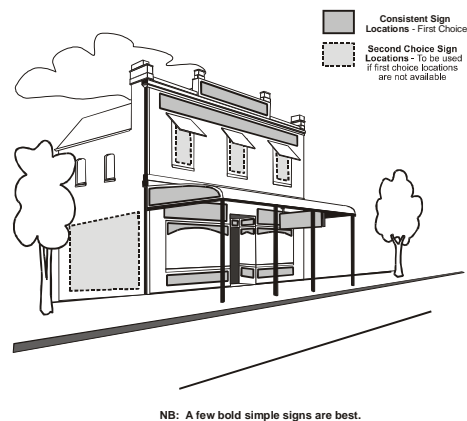 Consistent Sign
Locations - First Choice
Second Choice Sign
Locations - To be used
if first choice locations
are not available
NB: A few bold simple signs are best.